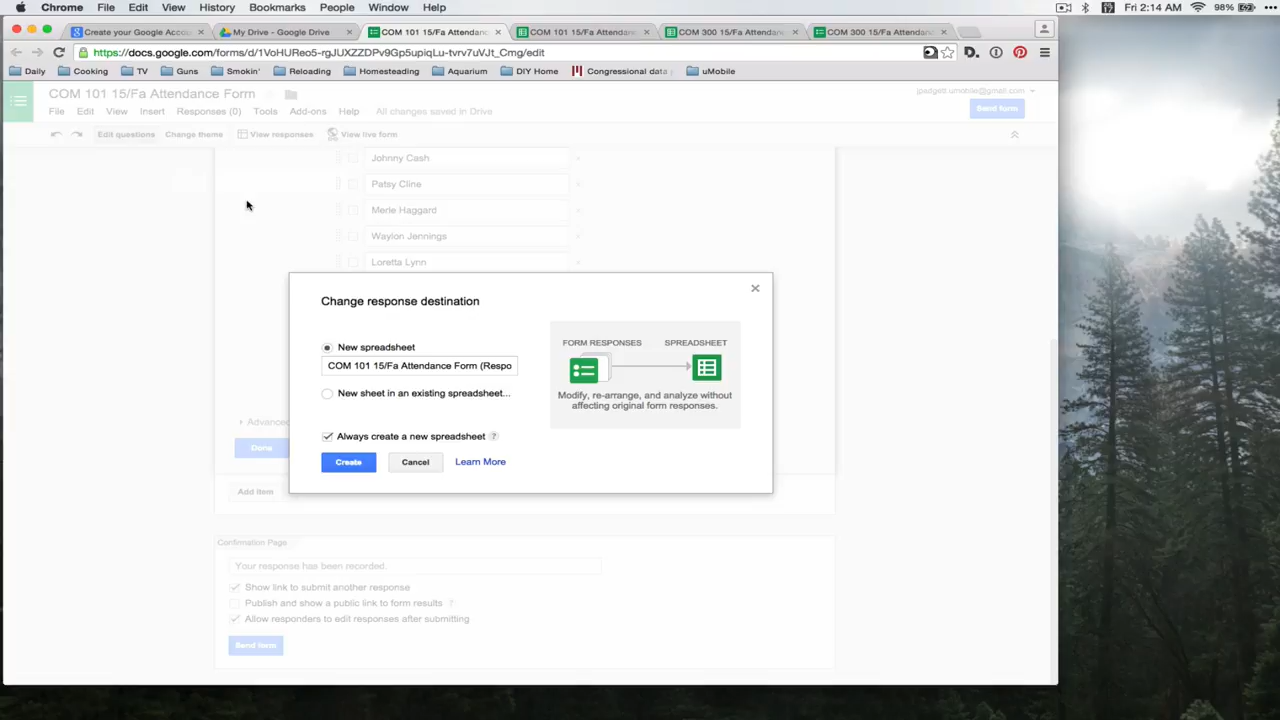 Chrome File Edit View History Bookmarks People Window Help Fri 2:14 AM 98%
Create your Google Accou
My Drive - Google Drive
COM 101 15/Fa Attendance
COM 101 15/Fa Attendance
COM 300 15/Fa Attendance
COM 300 15/Fa Attendanc
https://docs.google.com/forms/d/1VoHUReo5-rgJUXZZDPv9Gp5upiqLu-tvrv7uVJt_Cmg/edit
Daily Cooking TV Guns Smokin' Reloading Homesteading Aquarium DIY Home Congressional data uMobile
COM 101 15/Fa Attendance Form
jpadgett.umobile@gmail.com
File Edit View Insert Responses (0) Tools Add-ons Help All changes saved in Drive
Send form
Edit questions Change theme View responses View live form
Johnny Cash
Patsy Cline
Merle Haggard
Waylon Jennings
Loretta Lynn
Change response destination
New spreadsheet
COM 101 15/Fa Attendance Form (Respo
New sheet in an existing spreadsheet...
Always create a new spreadsheet ?
Create Cancel Learn More
FORM RESPONSES SPREADSHEET
Modify, re-arrange, and analyze without
affecting original form responses.
Advanced
Done
Add item
Confirmation Page
Your response has been recorded.
Show link to submit another response
Publish and show a public link to form results ?
Allow responders to edit responses after submitting
Send form